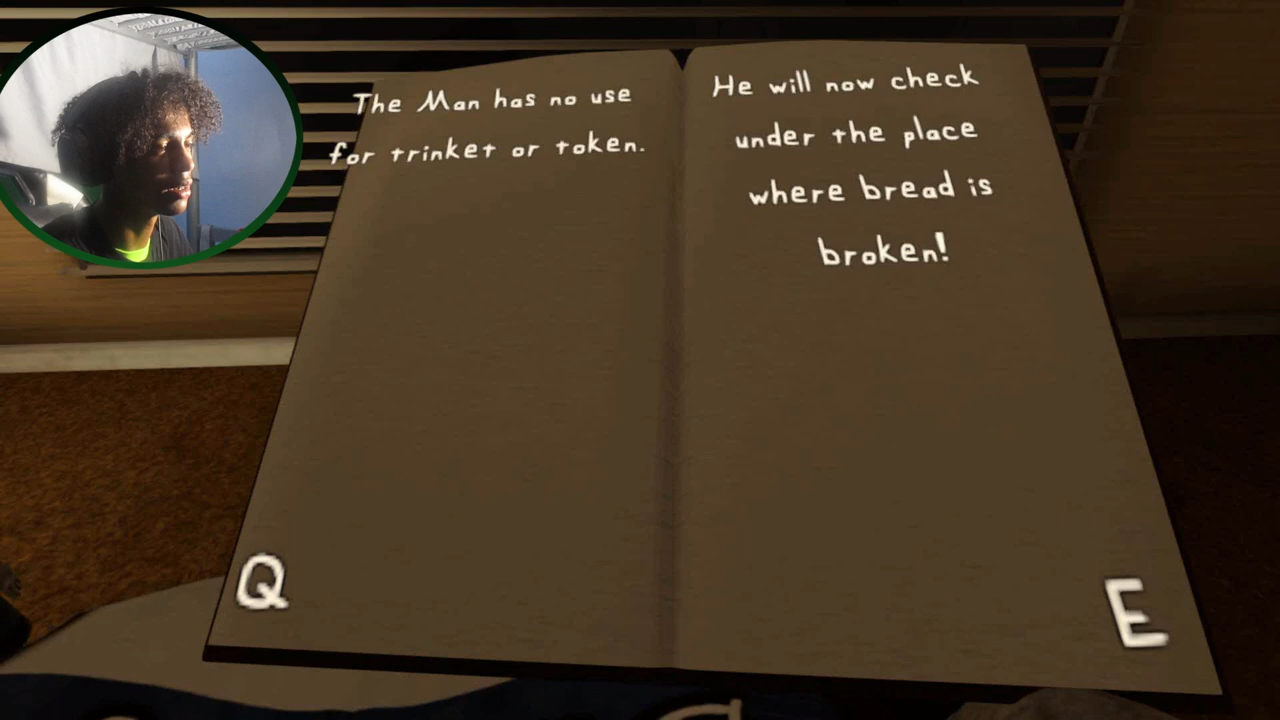 The Man has no use
for trinket or token.
He will now check
under the place
where bread is
broken!
Q
E